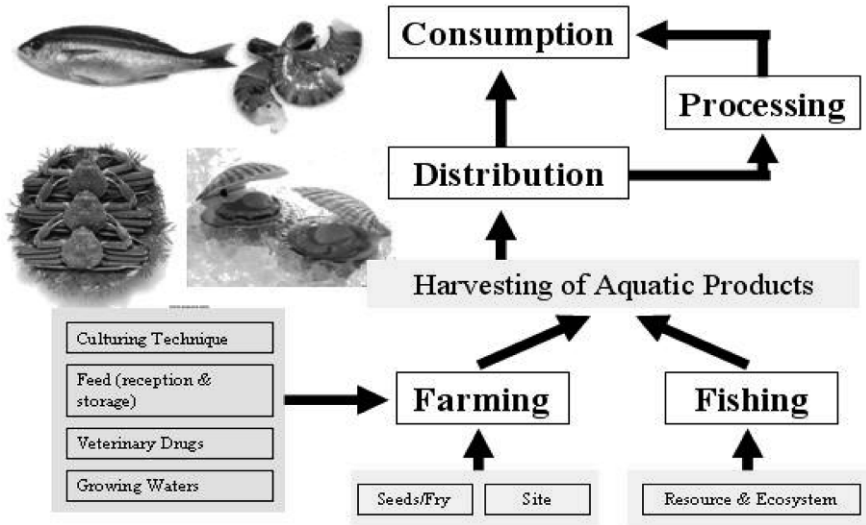 Consumption
Processing
Distribution
Harvesting of Aquatic Products
Culturing Technique
Feed (reception &
storage)
Veterinary Drugs
Growing Waters
Farming
Fishing
Seeds/Fry
Site
Resource & Ecosystem